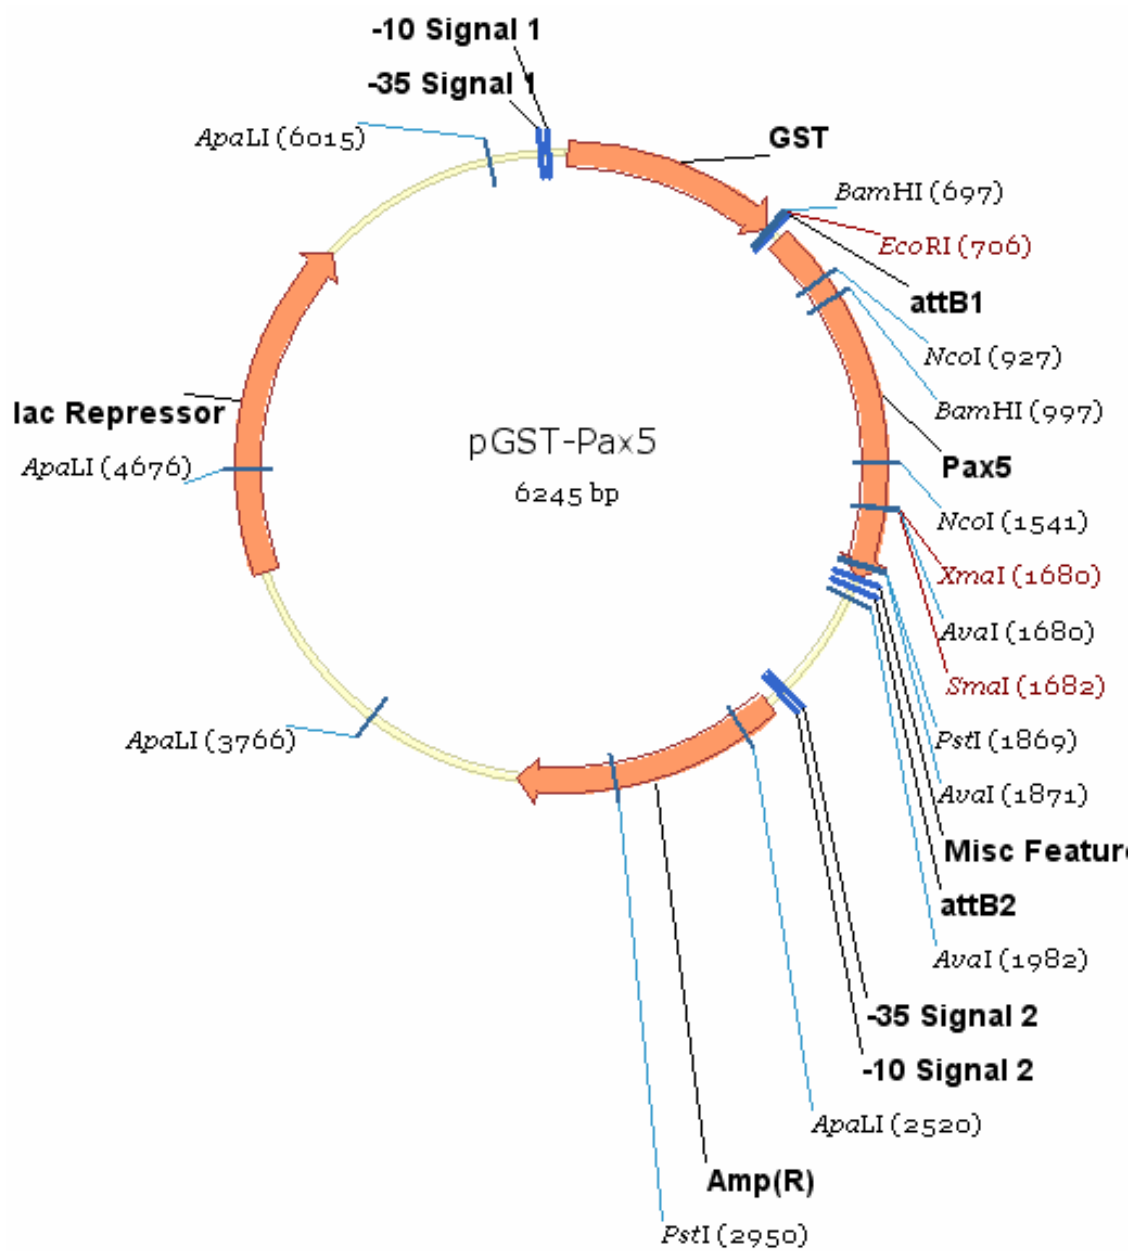 -10 Signal 1
-35 Signal 1
ApaLI (6015)
GST
BamHI (697)
EcoRI (706)
attB1
NcoI (927)
BamHI (997)
Pax5
NcoI (1541)
XmaI (1680)
AvaI (1680)
SmaI (1682)
PstI (1869)
AvaI (1871)
Misc Feature
attB2
AvaI (1982)
-35 Signal 2
-10 Signal 2
ApaLI (2520)
Amp(R)
PstI (2950)
ApaLI (3766)
ApaLI (4676)
lac Repressor
pGST-Pax5
6245 bp